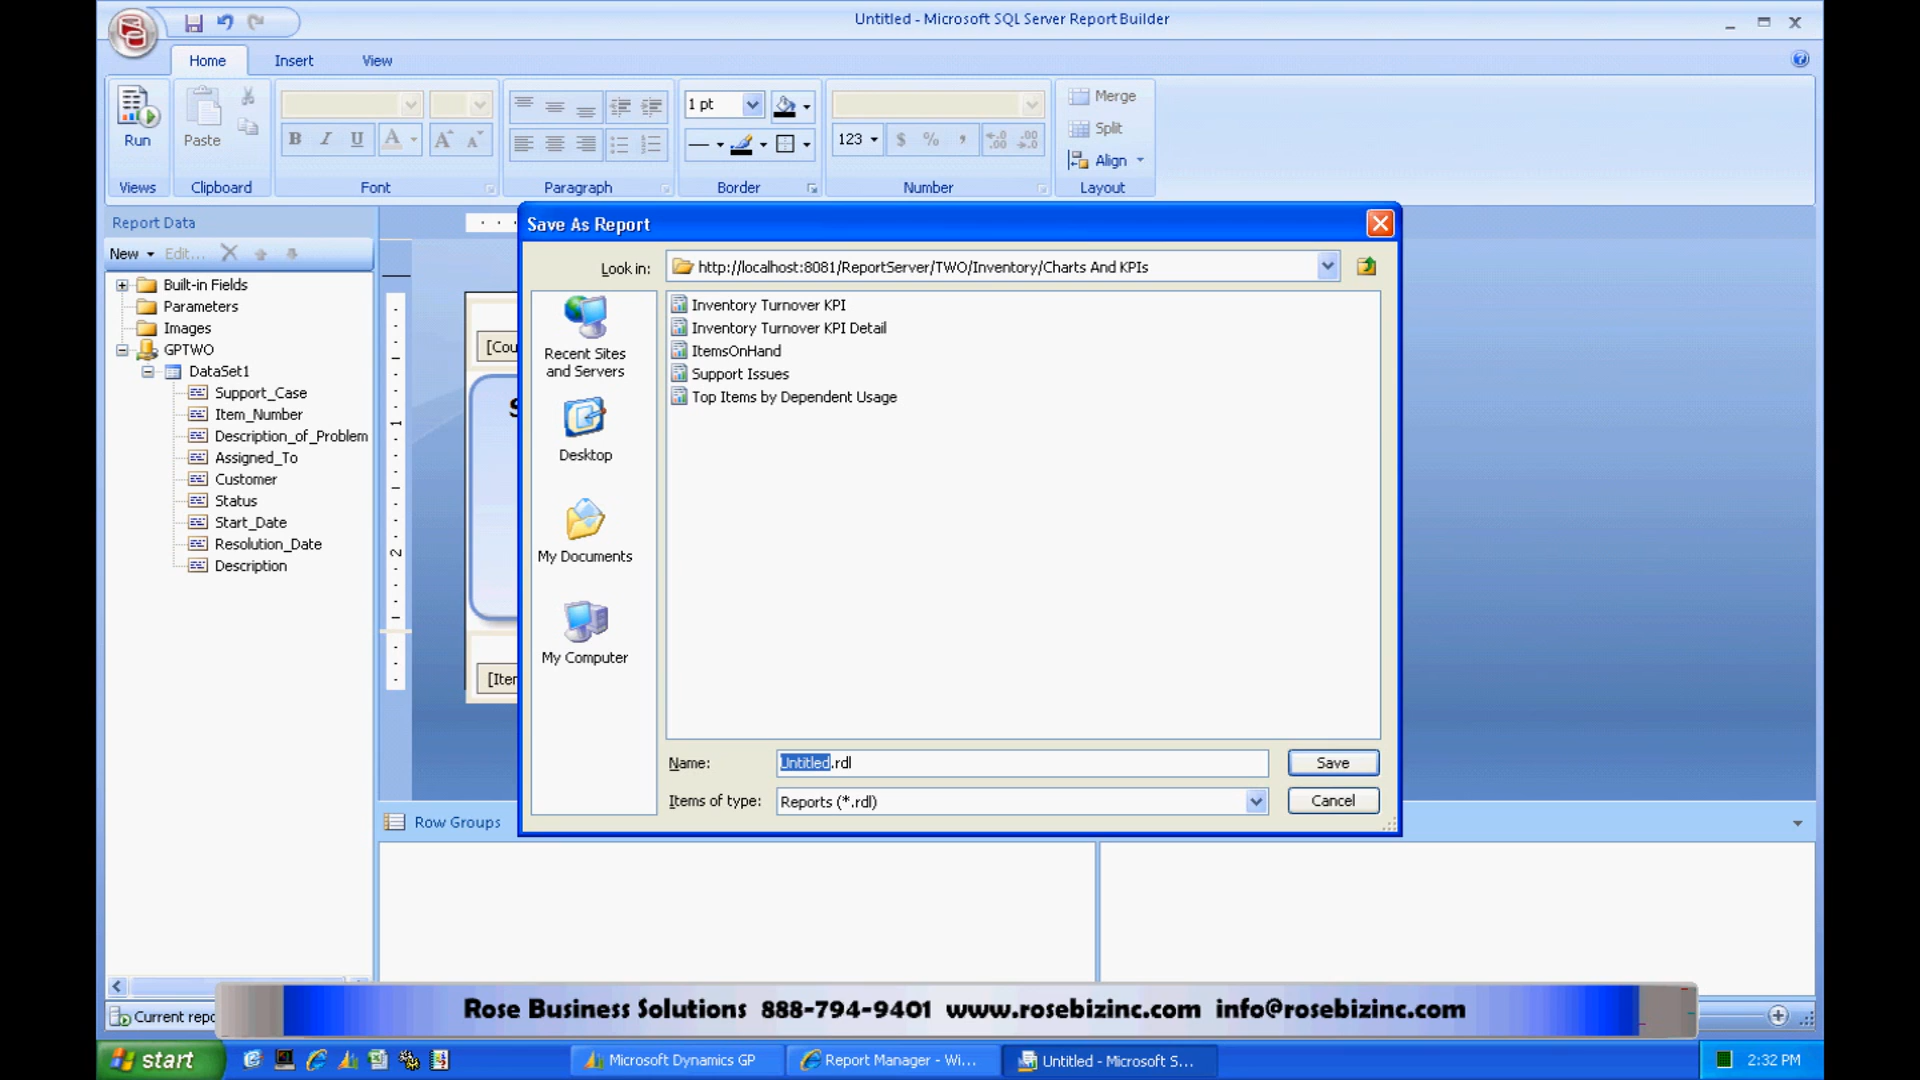 Untitled - Microsoft SQL Server Report Builder
Home Insert View
Run
Paste
1 pt
123
$ % ,
Merge
Split
Align
B I U A A A
Views Clipboard Font Paragraph Border Number Layout
Report Data
New Edit...
Built-in Fields
Parameters
Images
GPTWO
DataSet1
Support_Case
Item_Number
Description_of_Problem
Assigned_To
Customer
Status
Start_Date
Resolution_Date
Description
1
2
[Cou
S
[Iter
Save As Report
Look in: http://localhost:8081/ReportServer/TWO/Inventory/Charts And KPIs
Recent Sites
and Servers
Desktop
My Documents
My Computer
Inventory Turnover KPI
Inventory Turnover KPI Detail
ItemsOnHand
Support Issues
Top Items by Dependent Usage
Name: Untitled.rdl Save
Items of type: Reports (*.rdl) Cancel
Row Groups
Current repo
Rose Business Solutions 888-794-9401 www.rosebizinc.com info@rosebizinc.com
start
Microsoft Dynamics GP
Report Manager - Wi...
Untitled - Microsoft S...
2:32 PM